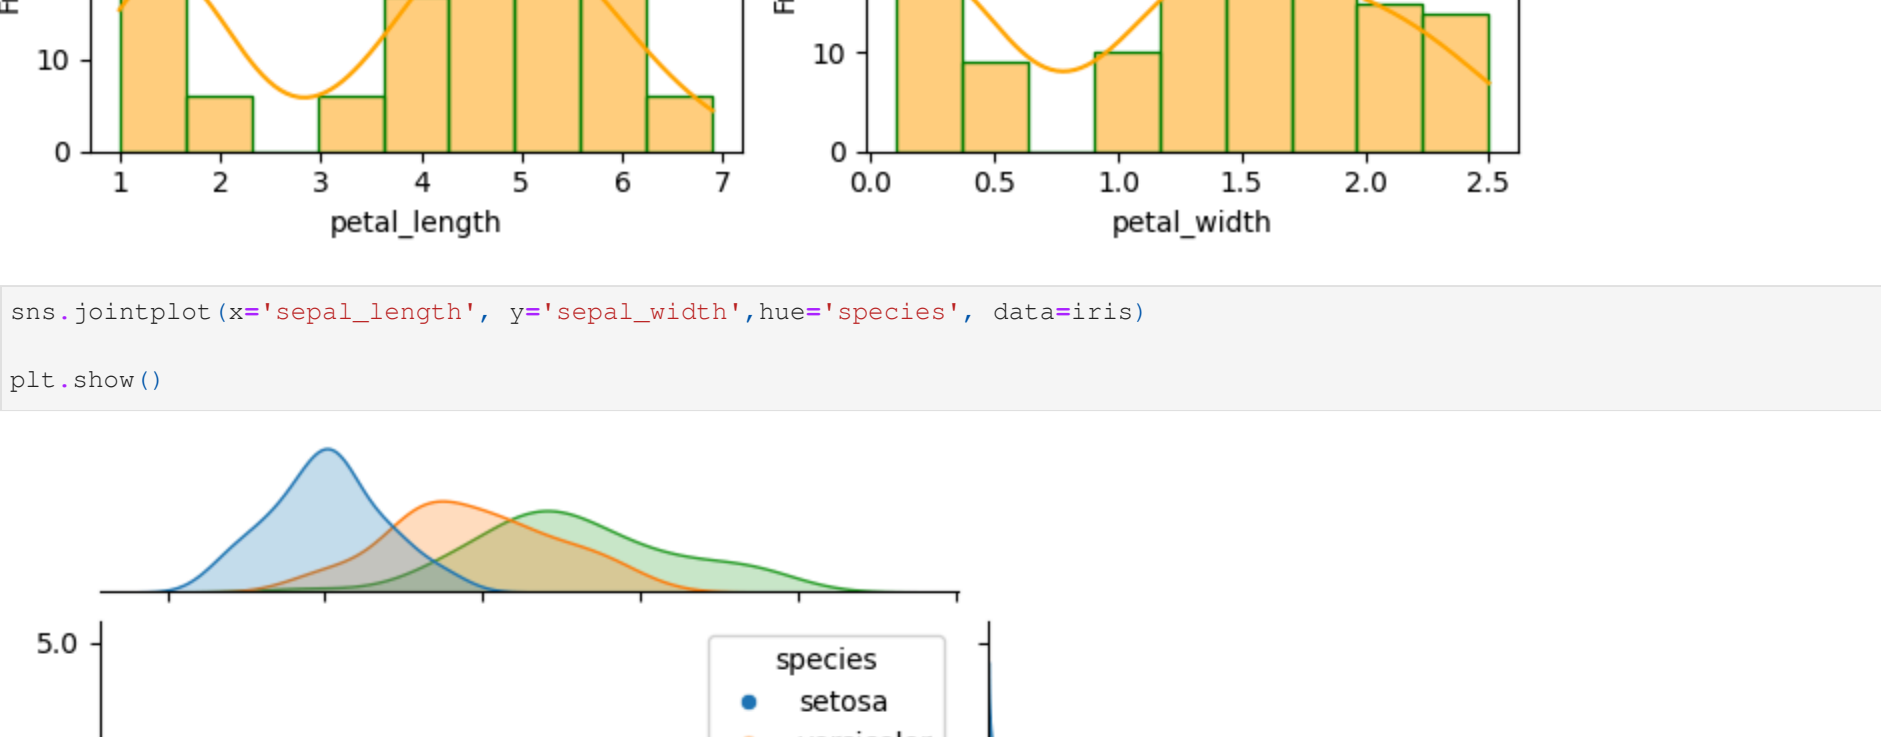 10
0
1 2 3 4 5 6 7
petal_length
10
0
0.0 0.5 1.0 1.5 2.0 2.5
petal_width
sns.jointplot(x='sepal_length', y='sepal_width',hue='species', data=iris)
plt.show()
5.0
species
setosa